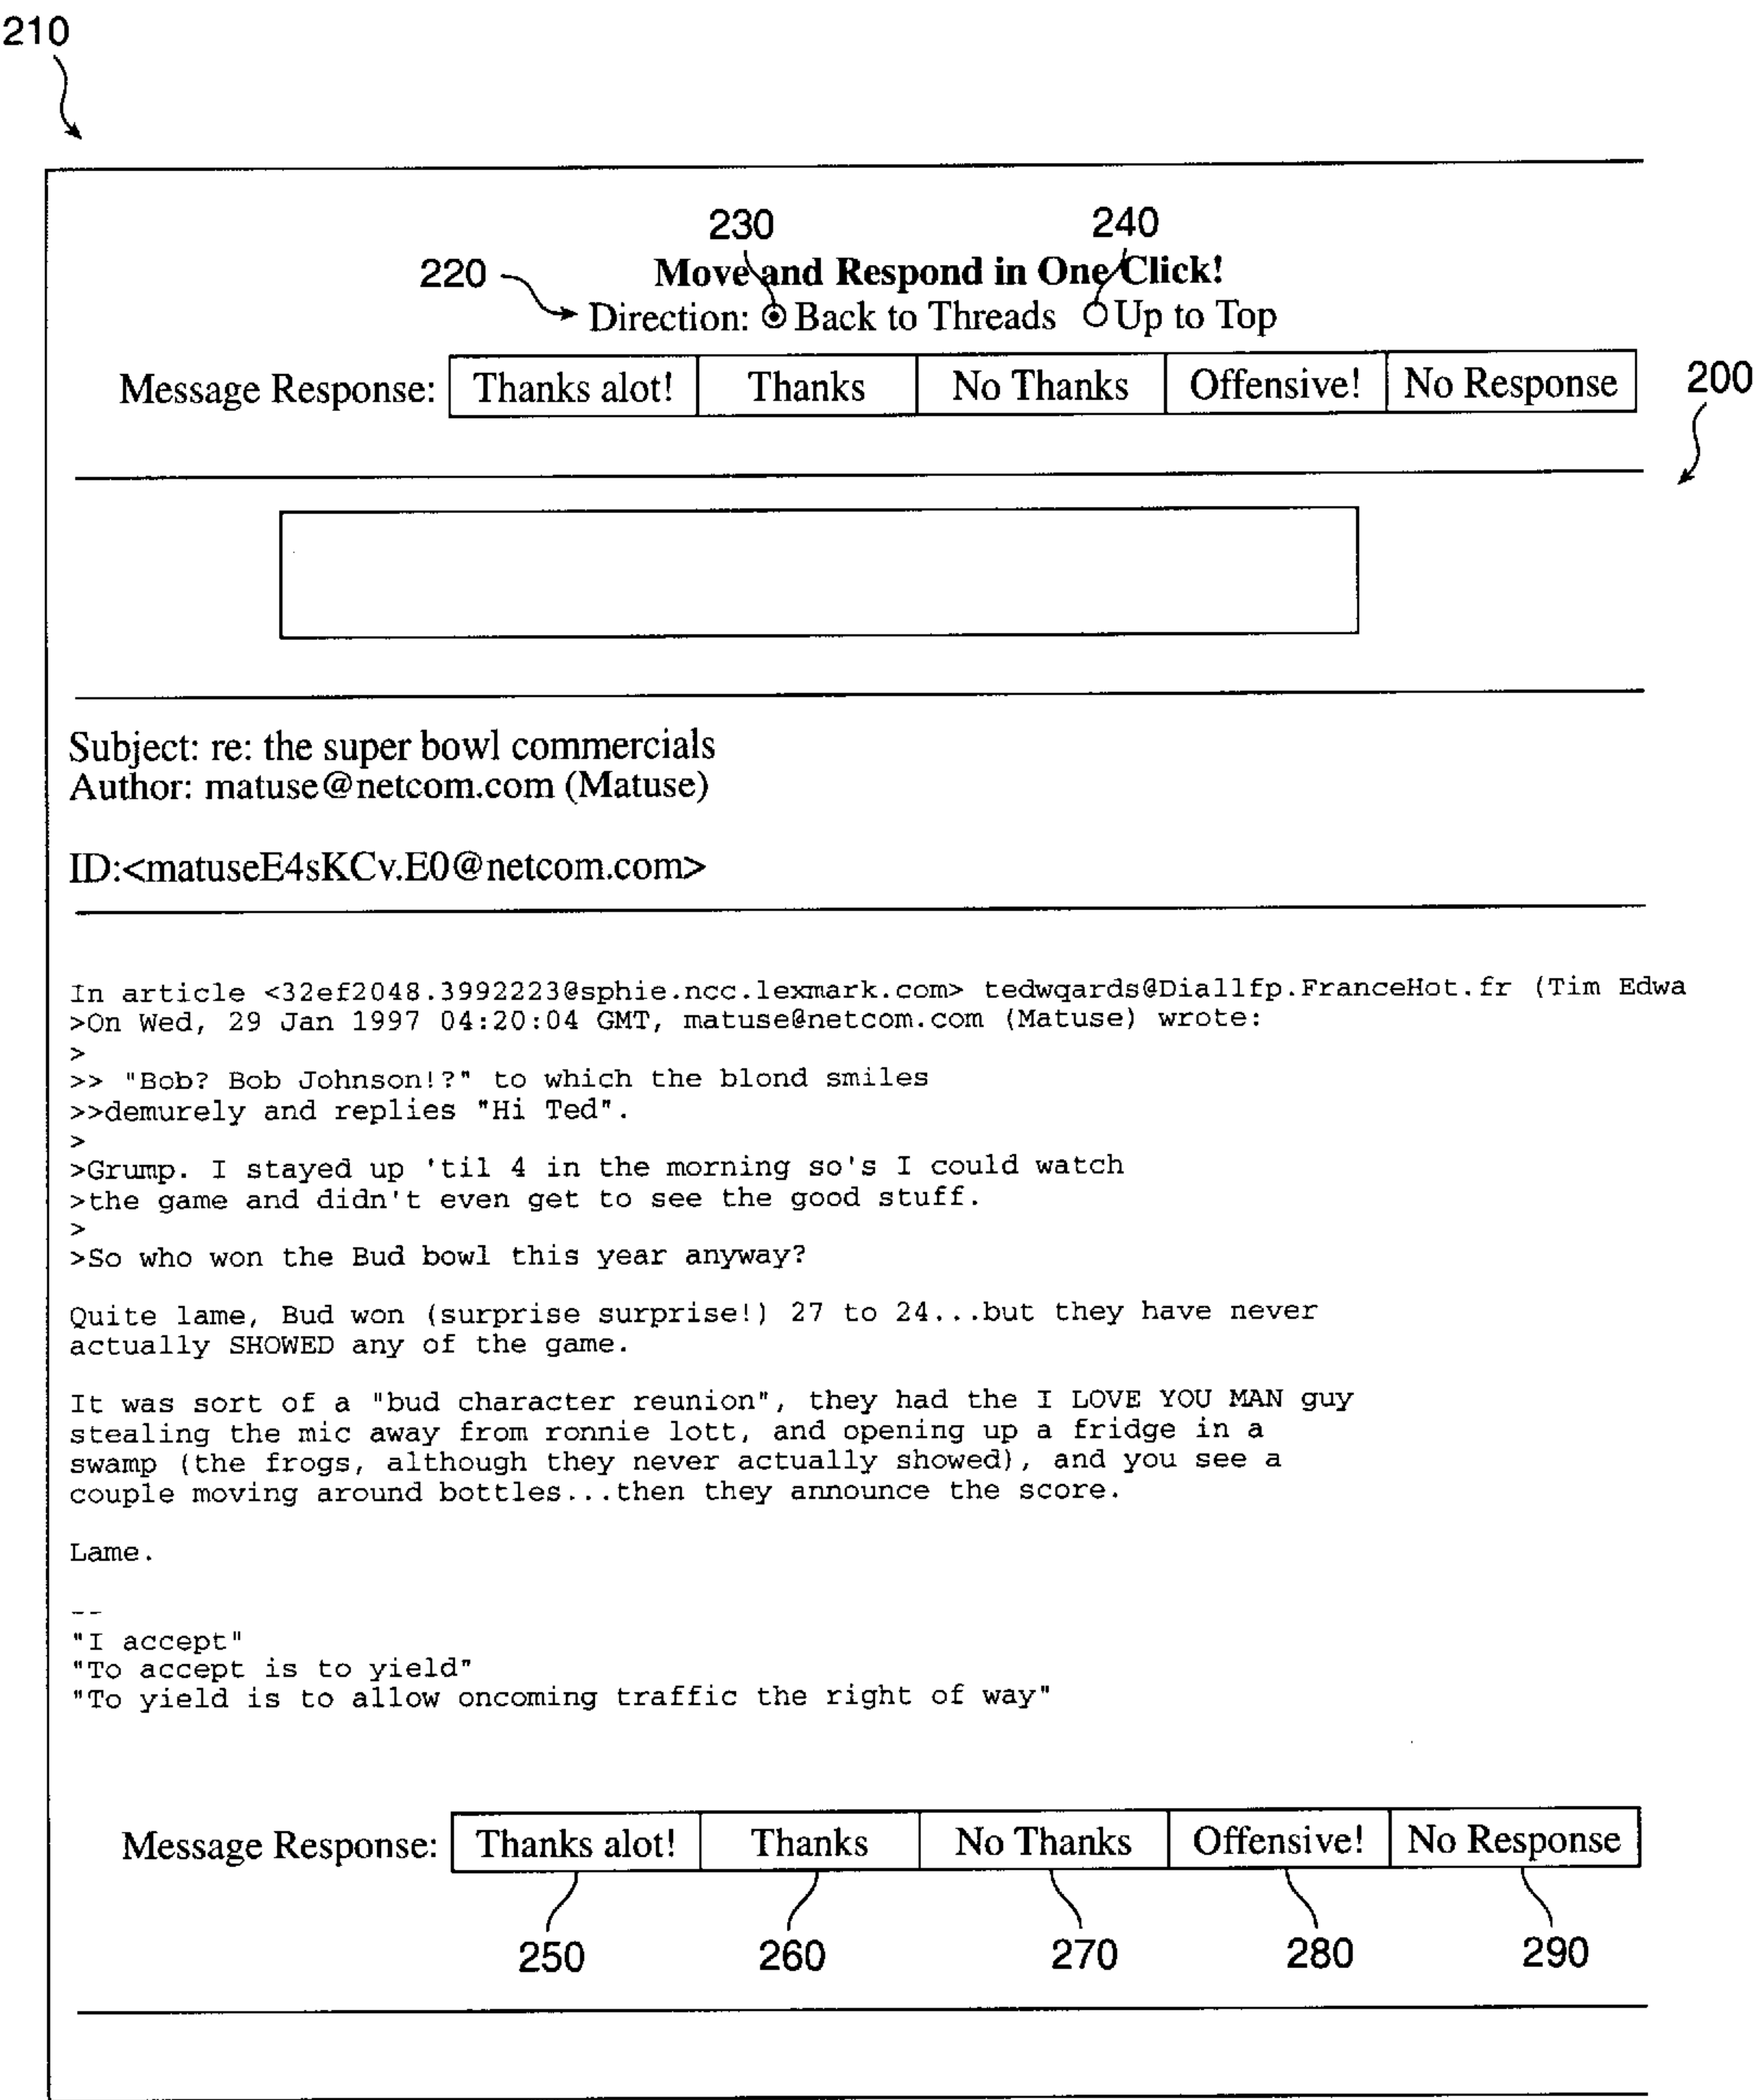 210
230 240
220 Move and Respond in One Click!
Direction: Back to Threads Up to Top
Message Response: Thanks alot! Thanks No Thanks Offensive! No Response 200
Subject: re: the super bowl commercials
Author: matuse@netcom.com (Matuse)
ID:<matuseE4sKCv.E0@netcom.com>
In article <32ef2048.3992223@sphie.ncc.lexmark.com> tedwqards@Diallfp.FranceHot.fr (Tim Edwa
>On Wed, 29 Jan 1997 04:20:04 GMT, matuse@netcom.com (Matuse) wrote:
>
>> "Bob? Bob Johnson!?" to which the blond smiles
>>demurely and replies "Hi Ted".
>
>Grump. I stayed up 'til 4 in the morning so's I could watch
>the game and didn't even get to see the good stuff.
>
>So who won the Bud bowl this year anyway?
Quite lame, Bud won (surprise surprise!) 27 to 24...but they have never
actually SHOWED any of the game.
It was sort of a "bud character reunion", they had the I LOVE YOU MAN guy
stealing the mic away from ronnie lott, and opening up a fridge in a
swamp (the frogs, although they never actually showed), and you see a
couple moving around bottles...then they announce the score.
Lame.
--
"I accept"
"To accept is to yield"
"To yield is to allow oncoming traffic the right of way"
Message Response: Thanks alot! Thanks No Thanks Offensive! No Response
250 260 270 280 290